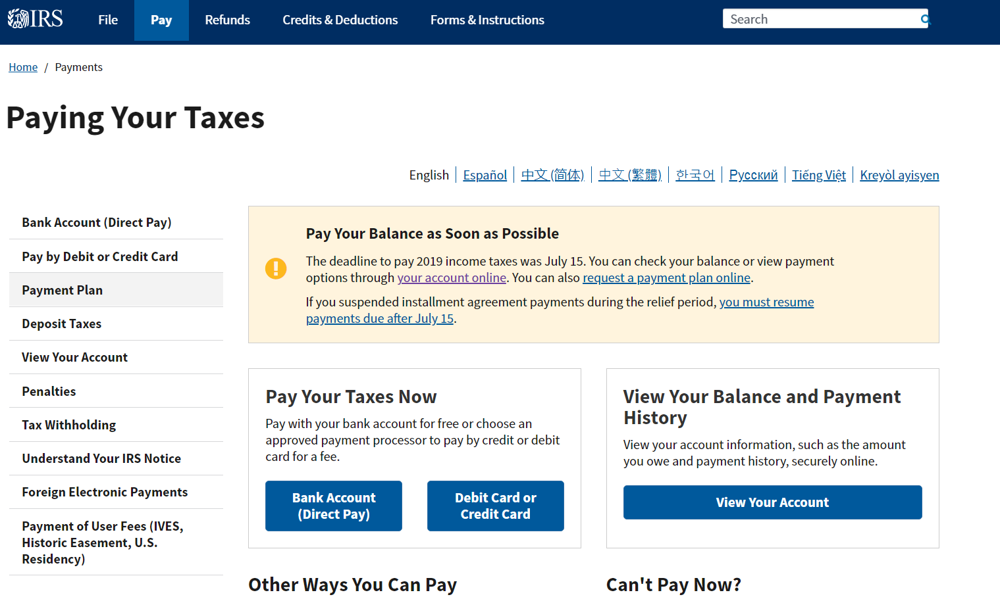 IRS
File
Pay
Refunds
Credits & Deductions
Forms & Instructions
Search
Home / Payments
Paying Your Taxes
English
Español
中文 (简体)
中文 (繁體)
한국어
Русский
Tiếng Việt
Kreyòl ayisyen
Bank Account (Direct Pay)
Pay by Debit or Credit Card
Payment Plan
Deposit Taxes
View Your Account
Penalties
Tax Withholding
Understand Your IRS Notice
Foreign Electronic Payments
Payment of User Fees (IVES,
Historic Easement, U.S.
Residency)
Pay Your Balance as Soon as Possible
The deadline to pay 2019 income taxes was July 15. You can check your balance or view payment
options through your account online. You can also request a payment plan online.
If you suspended installment agreement payments during the relief period, you must resume
payments due after July 15.
Pay Your Taxes Now
Pay with your bank account for free or choose an
approved payment processor to pay by credit or debit
card for a fee.
Bank Account
(Direct Pay)
Debit Card or
Credit Card
View Your Balance and Payment
History
View your account information, such as the amount
you owe and payment history, securely online.
View Your Account
Other Ways You Can Pay
Can't Pay Now?